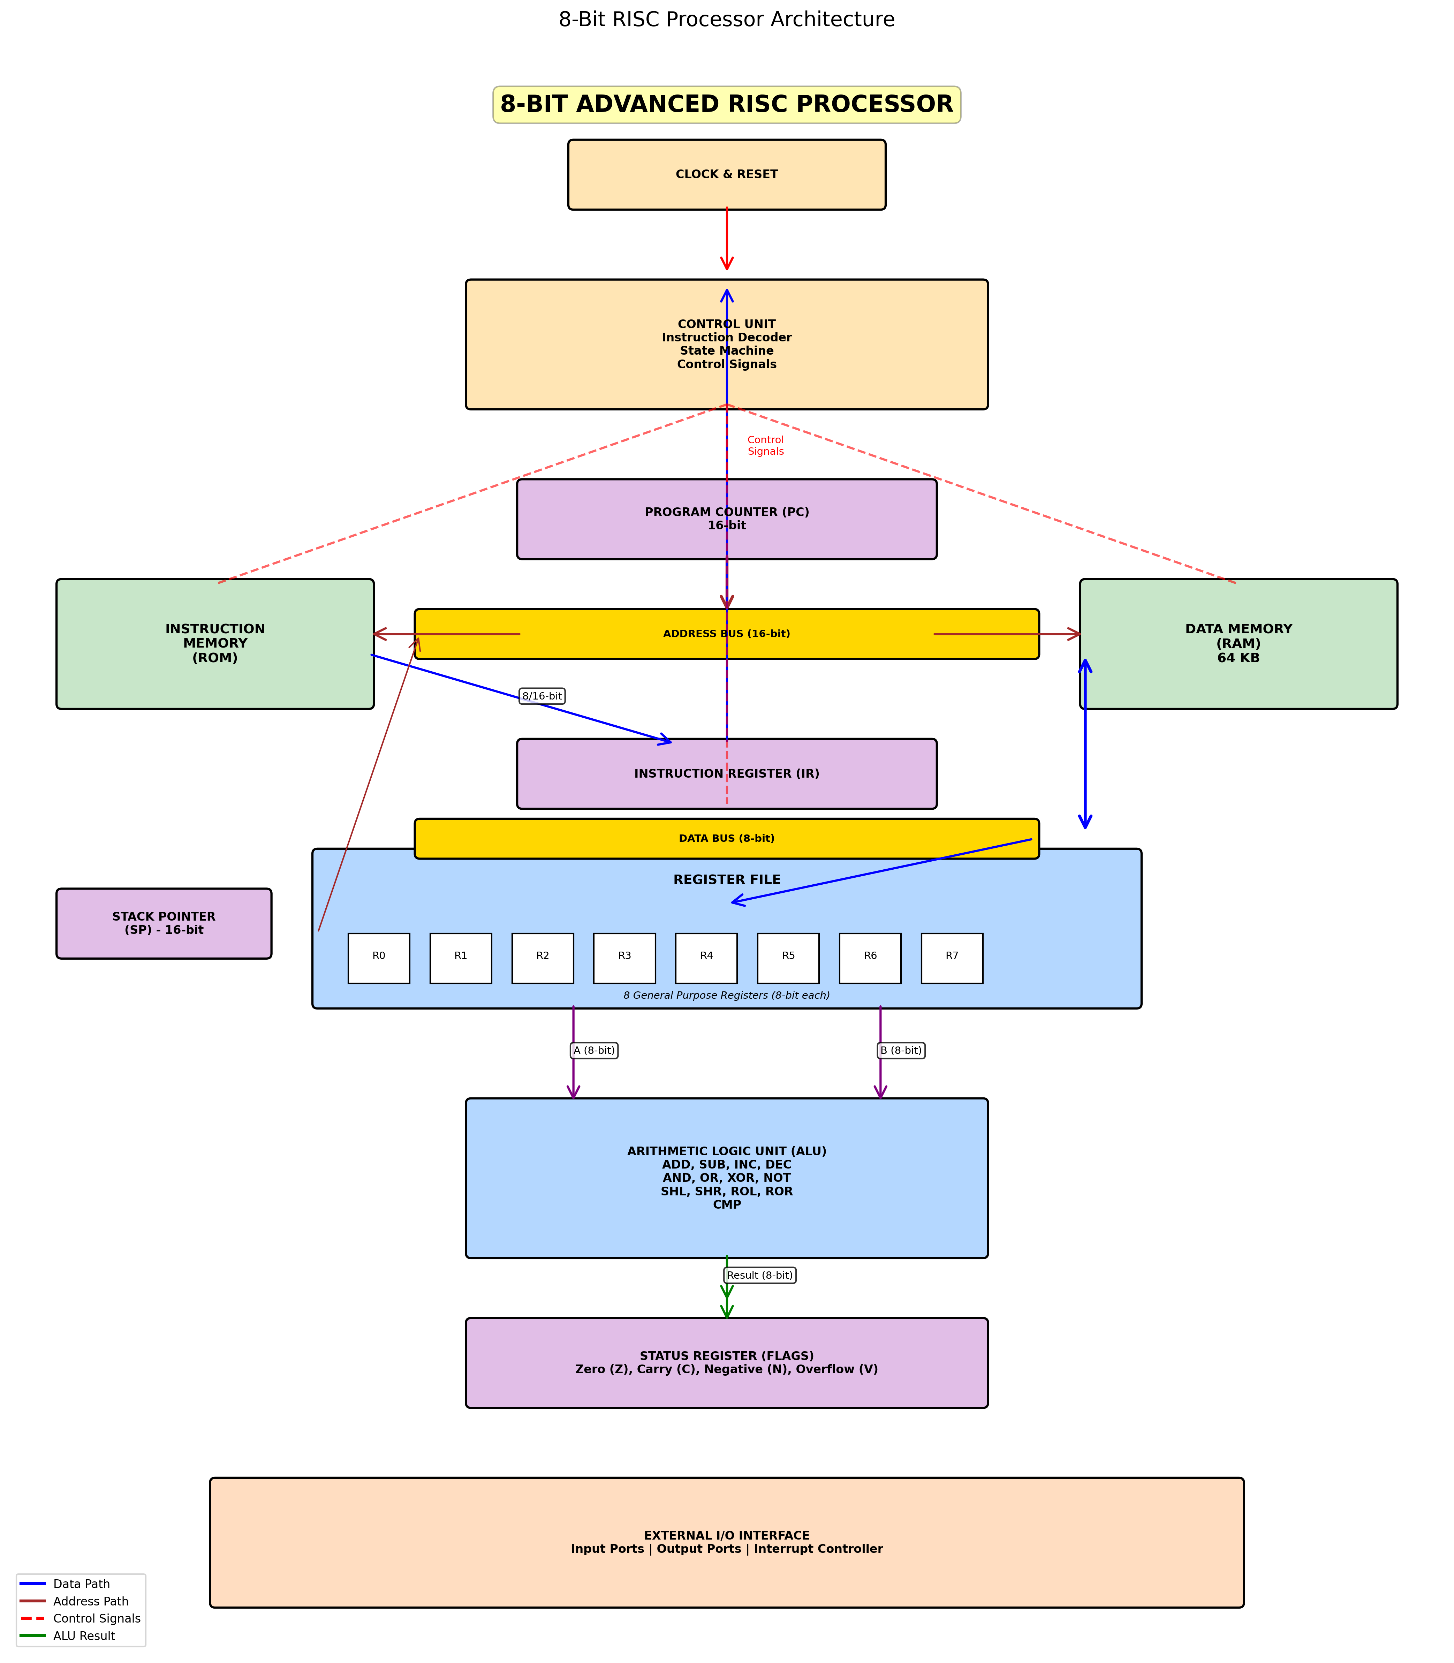 8-Bit RISC Processor Architecture
8-BIT ADVANCED RISC PROCESSOR
CLOCK & RESET
CONTROL UNIT
Instruction Decoder
State Machine
Control Signals
Control
Signals
PROGRAM COUNTER (PC)
16-bit
INSTRUCTION
MEMORY
(ROM)
ADDRESS BUS (16-bit)
DATA MEMORY
(RAM)
64 KB
8/16-bit
INSTRUCTION REGISTER (IR)
DATA BUS (8-bit)
REGISTER FILE
STACK POINTER
(SP) - 16-bit
R0 R1 R2 R3 R4 R5 R6 R7
8 General Purpose Registers (8-bit each)
A (8-bit)
B (8-bit)
ARITHMETIC LOGIC UNIT (ALU)
ADD, SUB, INC, DEC
AND, OR, XOR, NOT
SHL, SHR, ROL, ROR
CMP
Result (8-bit)
STATUS REGISTER (FLAGS)
Zero (Z), Carry (C), Negative (N), Overflow (V)
EXTERNAL I/O INTERFACE
Input Ports | Output Ports | Interrupt Controller
Data Path
Address Path
Control Signals
ALU Result